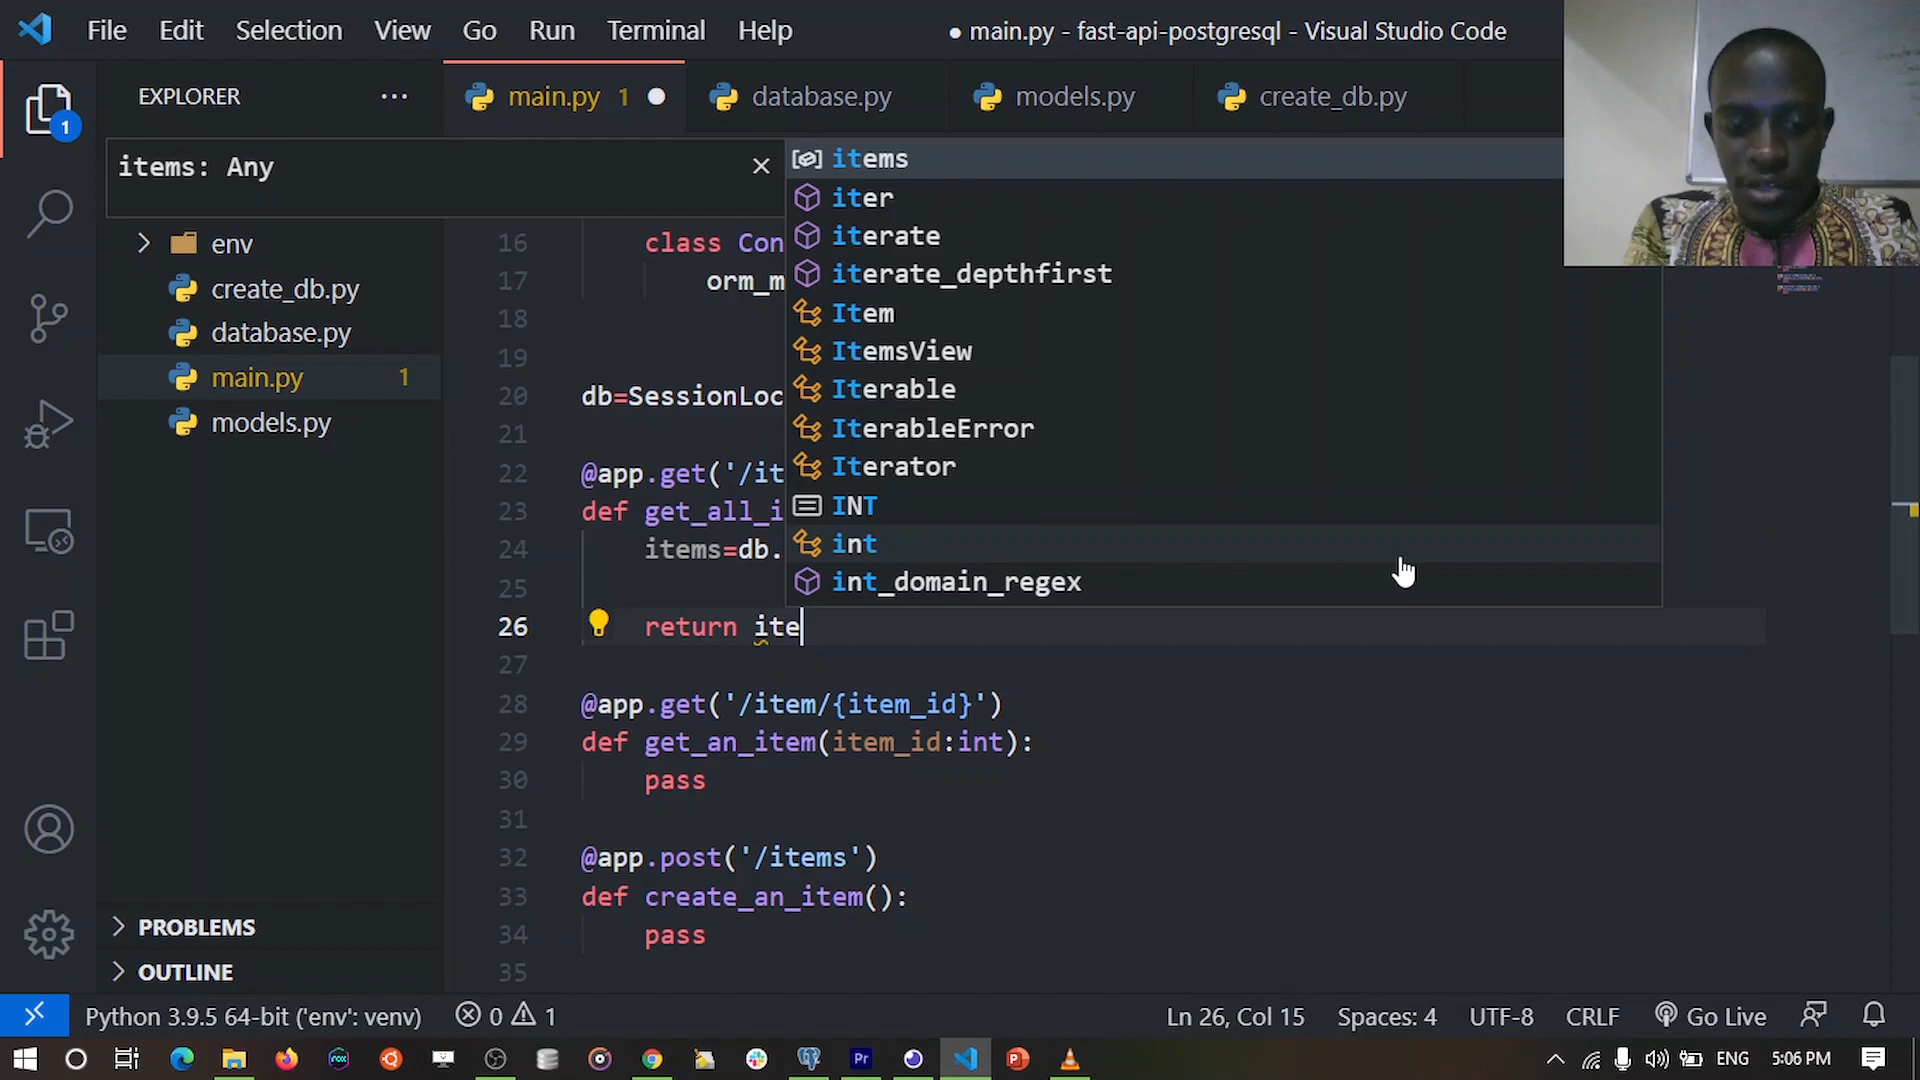 File Edit Selection View Go Run Terminal Help
● main.py - fast-api-postgresql - Visual Studio Code
EXPLORER ...
main.py 1 ●
database.py
models.py
create_db.py
1
items: Any
items
iter
iterate
iterate_depthfirst
Item
ItemsView
Iterable
IterableError
Iterator
INT
int
int_domain_regex
env
create_db.py
database.py
main.py 1
models.py
16 class Con
17 orm_m
18
19
20 db=SessionLoc
21
22 @app.get('/it
23 def get_all_i
24 items=db.
25
26 return ite
27
28 @app.get('/item/{item_id}')
29 def get_an_item(item_id:int):
30 pass
31
32 @app.post('/items')
33 def create_an_item():
34 pass
35
PROBLEMS
OUTLINE
Python 3.9.5 64-bit ('env': venv) 0 1 Ln 26, Col 15 Spaces: 4 UTF-8 CRLF Go Live
ENG 5:06 PM